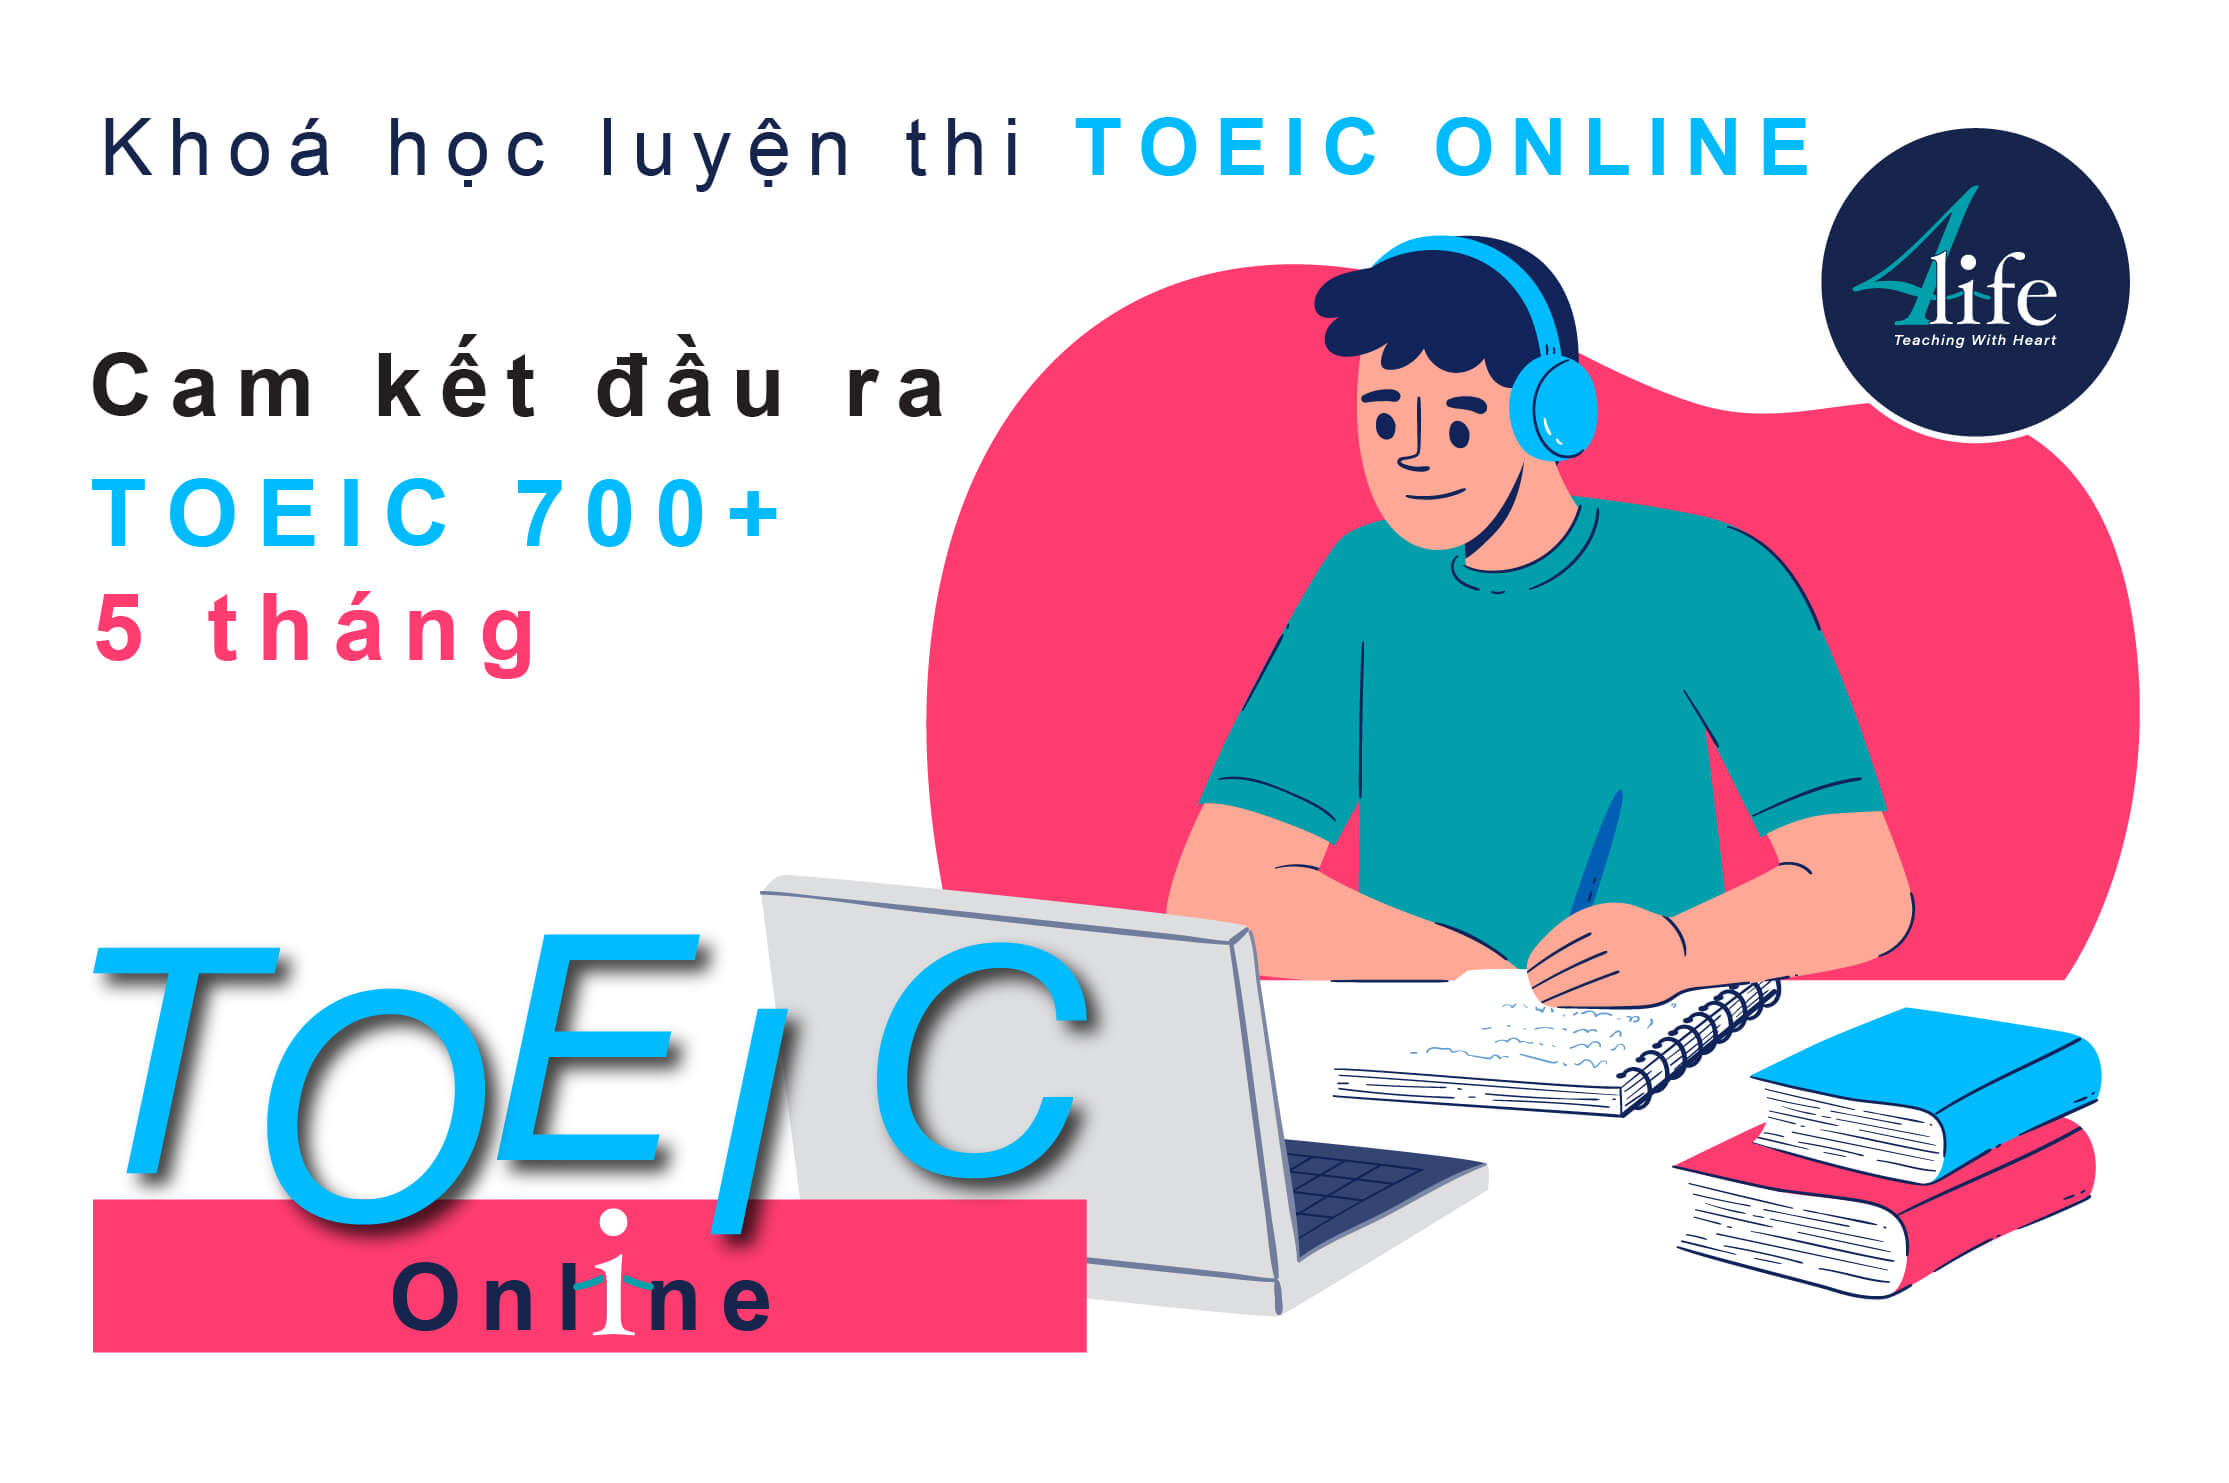 Khoá học luyện thi TOEIC ONLINE
4life
Teaching With Heart
Cam kết đầu ra
TOEIC 700+
5 tháng
TOEIC
Online